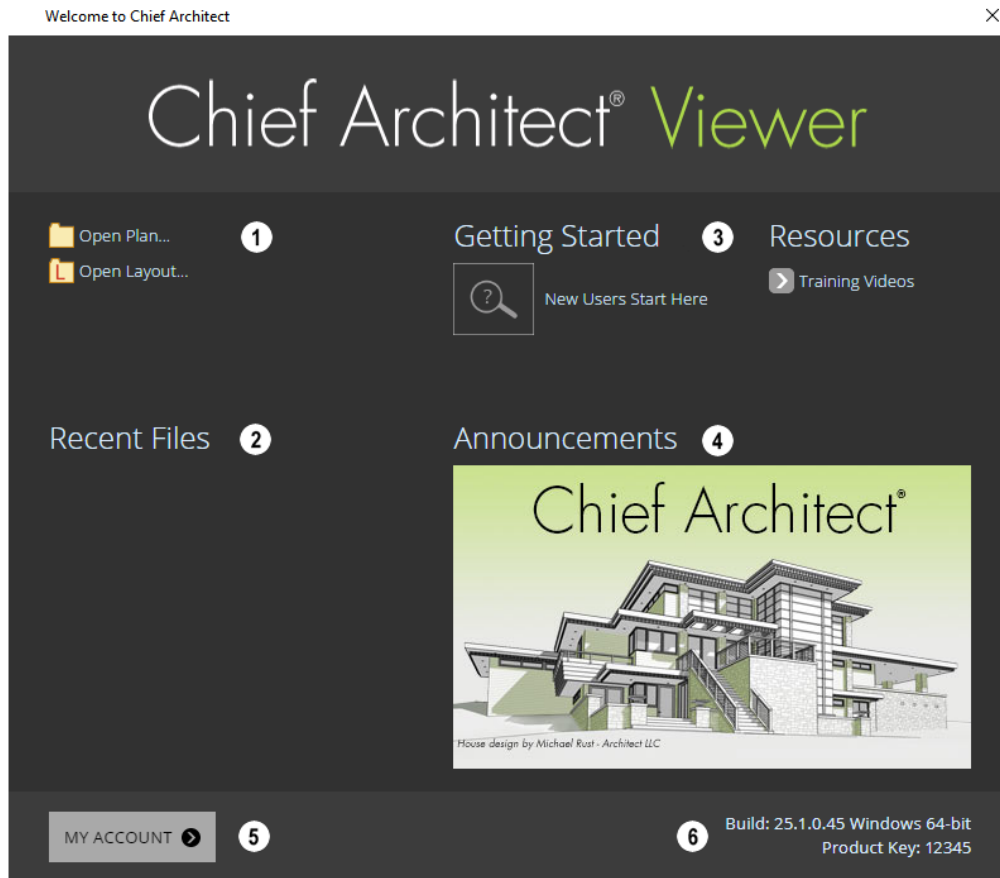 Welcome to Chief Architect
Chief Architect® Viewer
Open Plan...
1
Open Layout...
Getting Started
3
Resources
?
New Users Start Here
Training Videos
Recent Files
2
Announcements
4
Chief Architect®
House design by Michael Rust - Architect LLC
MY ACCOUNT
5
6
Build: 25.1.0.45 Windows 64-bit
Product Key: 12345
L